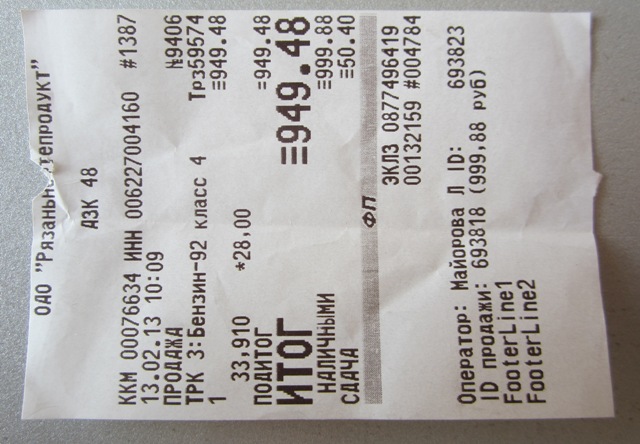 ОАО "Рязаньнефтепродукт"
АЗК 48
ККМ 00076634 ИНН 006227004160 #1387
13.02.13 10:09 №9406
ПРОДАЖА Трз59574
ТРК 3:Бензин-92 класс 4 ≡949.48
1
33,910 *28,00
ПОДИТОГ ≡949.48
ИТОГ ≡949.48
НАЛИЧНЫМИ ≡999.88
СДАЧА ≡50.40
ФП
ЭКЛЗ 0877496419
00132159 #004784
Оператор: Майорова Л ID: 693823
ID продажи: 693818 (999,88 руб)
FooterLine1
FooterLine2